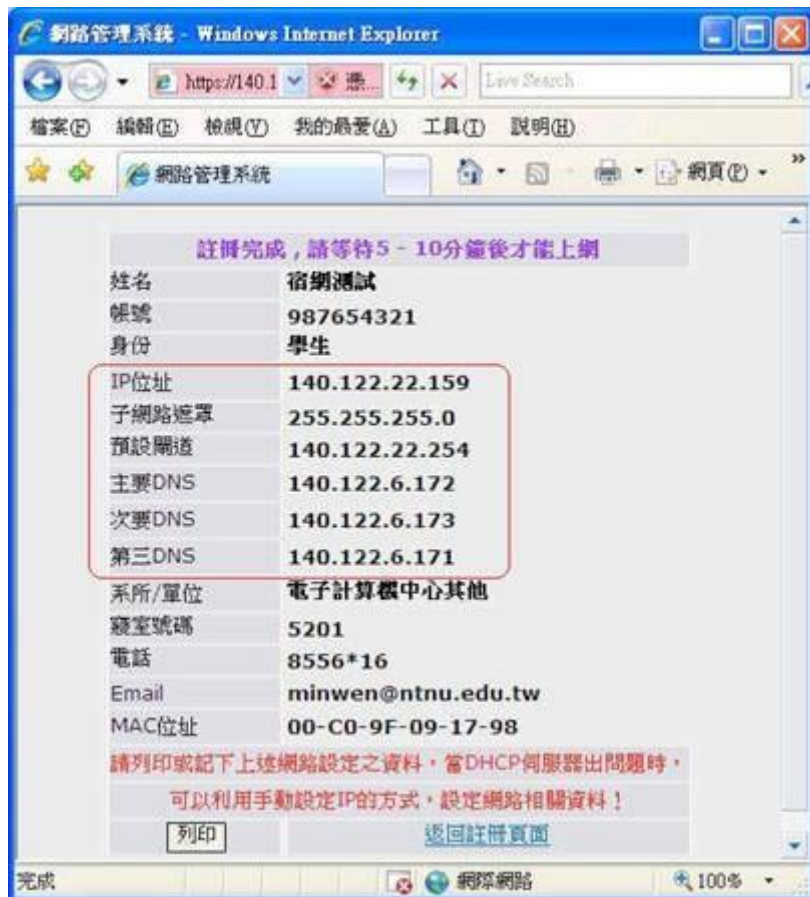 網路管理系統 - Windows Internet Explorer
https://140.1 憑... Live Search
檔案(F) 編輯(E) 檢視(V) 我的最愛(A) 工具(T) 說明(H)
網路管理系統 網頁(P) »
註冊完成,請等待5 - 10分鐘後才能上網
姓名 宿網測試
帳號 987654321
身份 學生
IP位址 140.122.22.159
子網路遮罩 255.255.255.0
預設閘道 140.122.22.254
主要DNS 140.122.6.172
次要DNS 140.122.6.173
第三DNS 140.122.6.171
系所/單位 電子計算機中心其他
寢室號碼 5201
電話 8556*16
Email minwen@ntnu.edu.tw
MAC位址 00-C0-9F-09-17-98
請列印或記下上述網路設定之資料,當DHCP伺服器出問題時,
可以利用手動設定IP的方式,設定網路相關資料!
列印 返回註冊頁面
完成 網際網路 100%